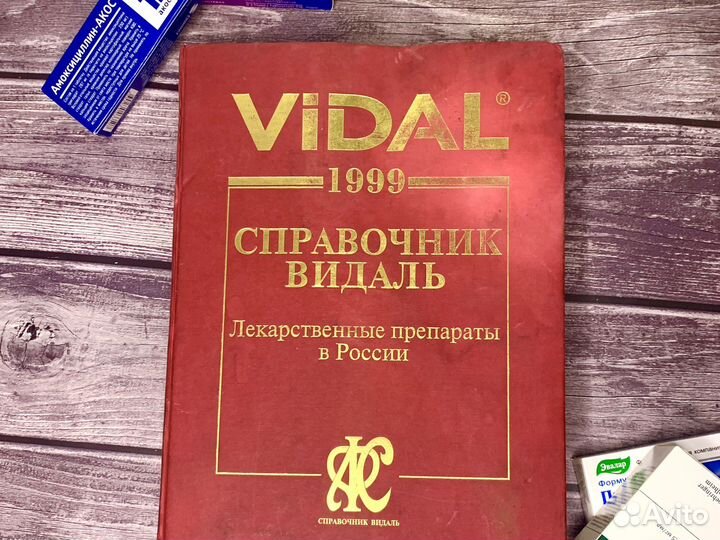 Амоксициллин-АКОС
ViDAL®
1999
СПРАВОЧНИК
ВИДАЛЬ
Лекарственные препараты
в России
СПРАВОЧНИК ВИДАЛЬ
Эвалар
Avito